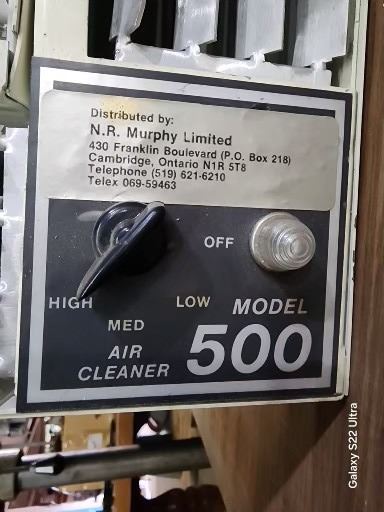 Distributed by:
N.R. Murphy Limited
430 Franklin Boulevard (P.O. Box 218)
Cambridge, Ontario N1R 5T8
Telephone (519) 621-6210
Telex 069-59463
OFF
HIGH
LOW
MED
MODEL
500
AIR
CLEANER
Galaxy S22 Ultra